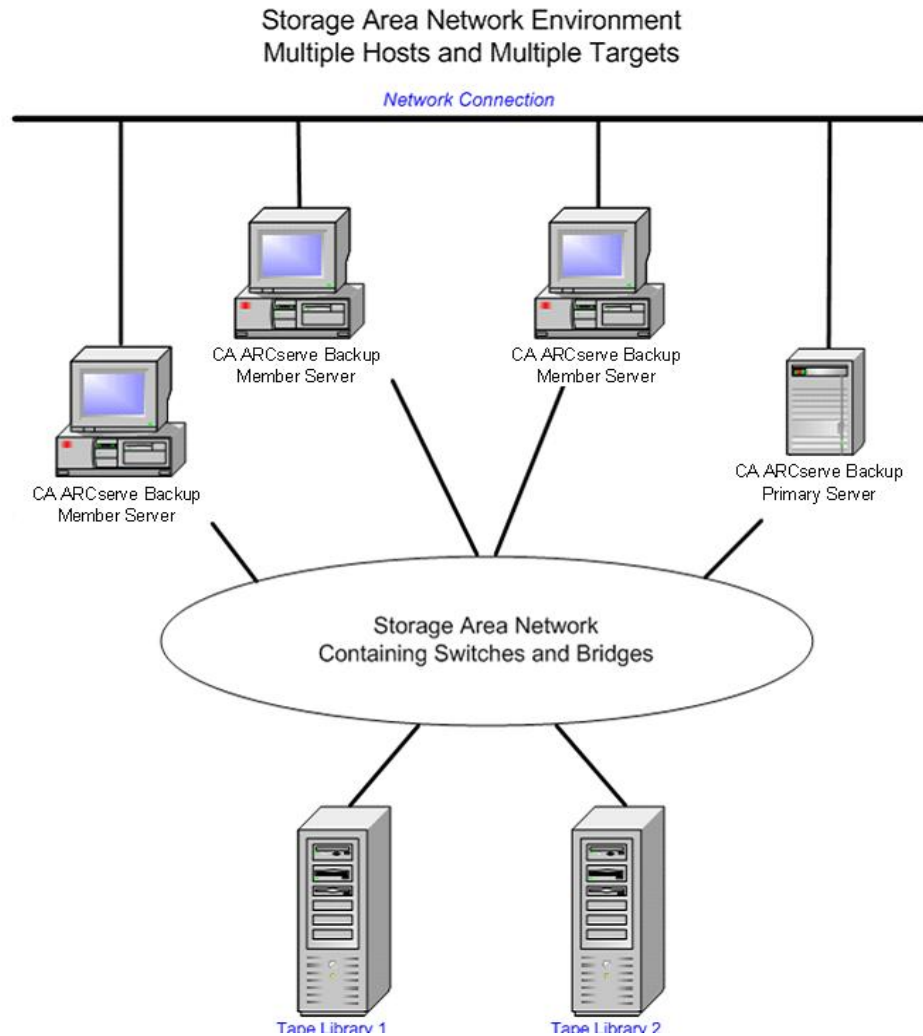 Storage Area Network Environment
Multiple Hosts and Multiple Targets
Network Connection
CA ARCserve Backup
Member Server
CA ARCserve Backup
Member Server
CA ARCserve Backup
Member Server
CA ARCserve Backup
Primary Server
Storage Area Network
Containing Switches and Bridges
Tape Library 1
Tape Library 2